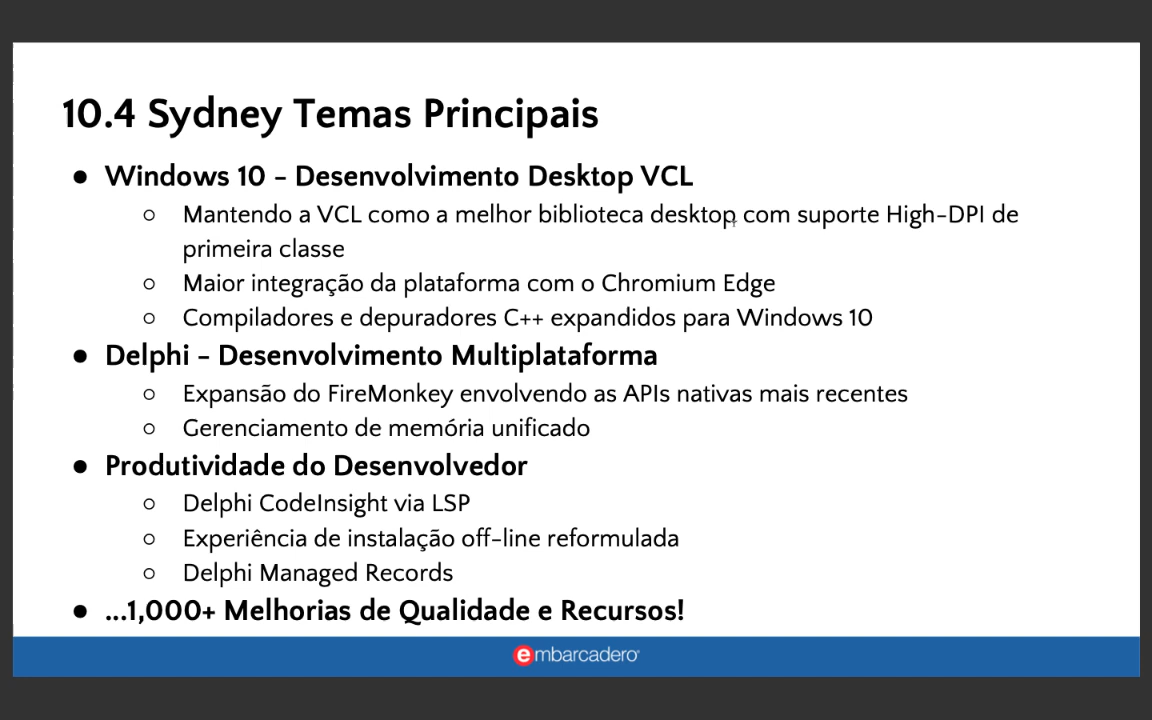 10.4 Sydney Temas Principais
● Windows 10 - Desenvolvimento Desktop VCL
○ Mantendo a VCL como a melhor biblioteca desktop com suporte High-DPI de
primeira classe
○ Maior integração da plataforma com o Chromium Edge
○ Compiladores e depuradores C++ expandidos para Windows 10
● Delphi - Desenvolvimento Multiplataforma
○ Expansão do FireMonkey envolvendo as APIs nativas mais recentes
○ Gerenciamento de memória unificado
● Produtividade do Desenvolvedor
○ Delphi CodeInsight via LSP
○ Experiência de instalação off-line reformulada
○ Delphi Managed Records
● ...1,000+ Melhorias de Qualidade e Recursos!
embarcadero